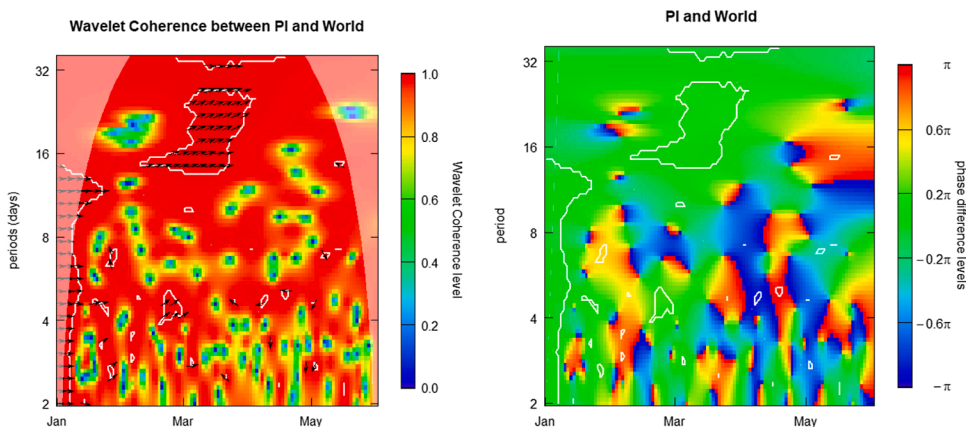 Wavelet Coherence between PI and World
32
16
8
4
2
periods (days)
Jan
Mar
May
1.0
0.8
0.6
0.4
0.2
0.0
Wavelet Coherence level
PI and World
32
16
8
4
2
period
Jan
Mar
May
π
0.6π
0.2π
−0.2π
−0.6π
−π
phase difference levels